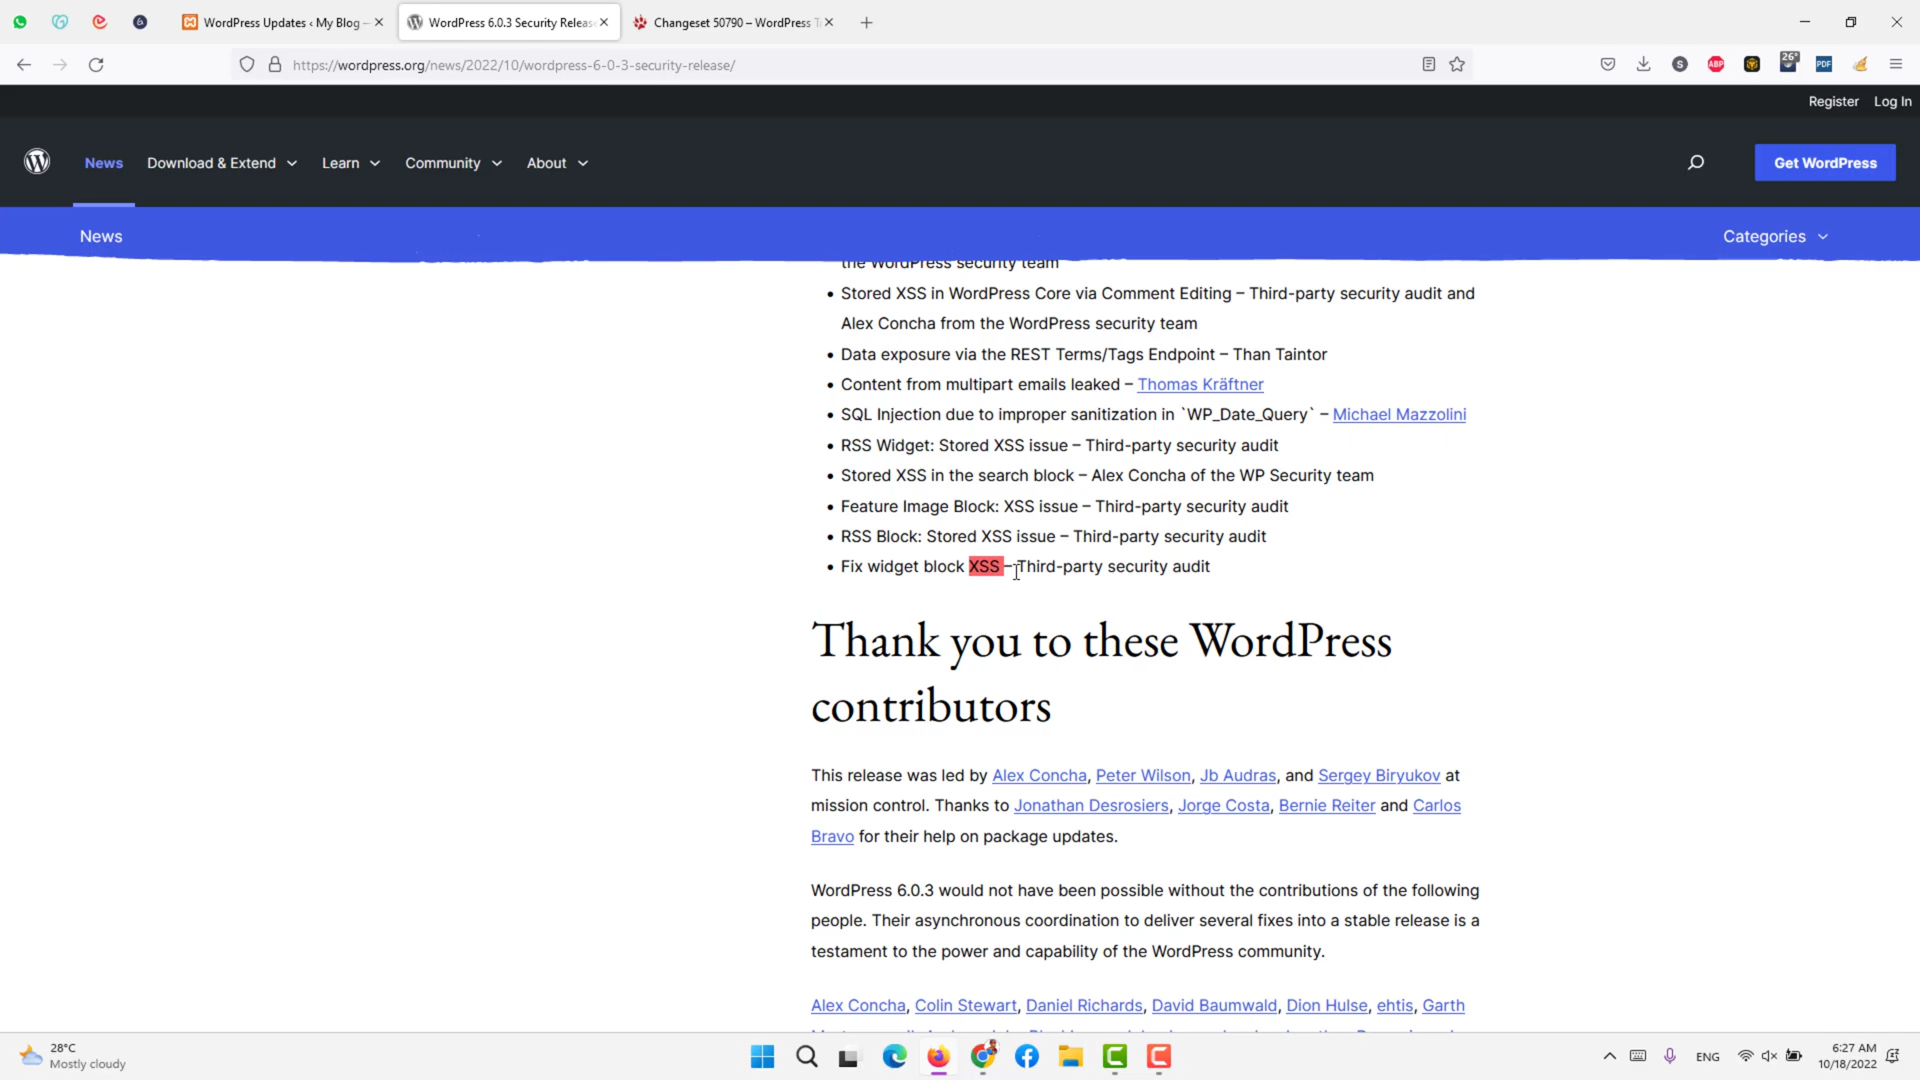 WordPress Updates ‹ My Blog –
WordPress 6.0.3 Security Releas
Changeset 50790 – WordPress T
https://wordpress.org/news/2022/10/wordpress-6-0-3-security-release/
S
ABP
26°
PDF
Register Log In
News Download & Extend Learn Community About
Get WordPress
News
Categories
the WordPress security team
• Stored XSS in WordPress Core via Comment Editing – Third-party security audit and
Alex Concha from the WordPress security team
• Data exposure via the REST Terms/Tags Endpoint – Than Taintor
• Content from multipart emails leaked – Thomas Kräftner
• SQL Injection due to improper sanitization in `WP_Date_Query` – Michael Mazzolini
• RSS Widget: Stored XSS issue – Third-party security audit
• Stored XSS in the search block – Alex Concha of the WP Security team
• Feature Image Block: XSS issue – Third-party security audit
• RSS Block: Stored XSS issue – Third-party security audit
• Fix widget block XSS – Third-party security audit
Thank you to these WordPress
contributors
This release was led by Alex Concha, Peter Wilson, Jb Audras, and Sergey Biryukov at
mission control. Thanks to Jonathan Desrosiers, Jorge Costa, Bernie Reiter and Carlos
Bravo for their help on package updates.
WordPress 6.0.3 would not have been possible without the contributions of the following
people. Their asynchronous coordination to deliver several fixes into a stable release is a
testament to the power and capability of the WordPress community.
Alex Concha, Colin Stewart, Daniel Richards, David Baumwald, Dion Hulse, ehtis, Garth
28°C
Mostly cloudy
ENG
6:27 AM
10/18/2022